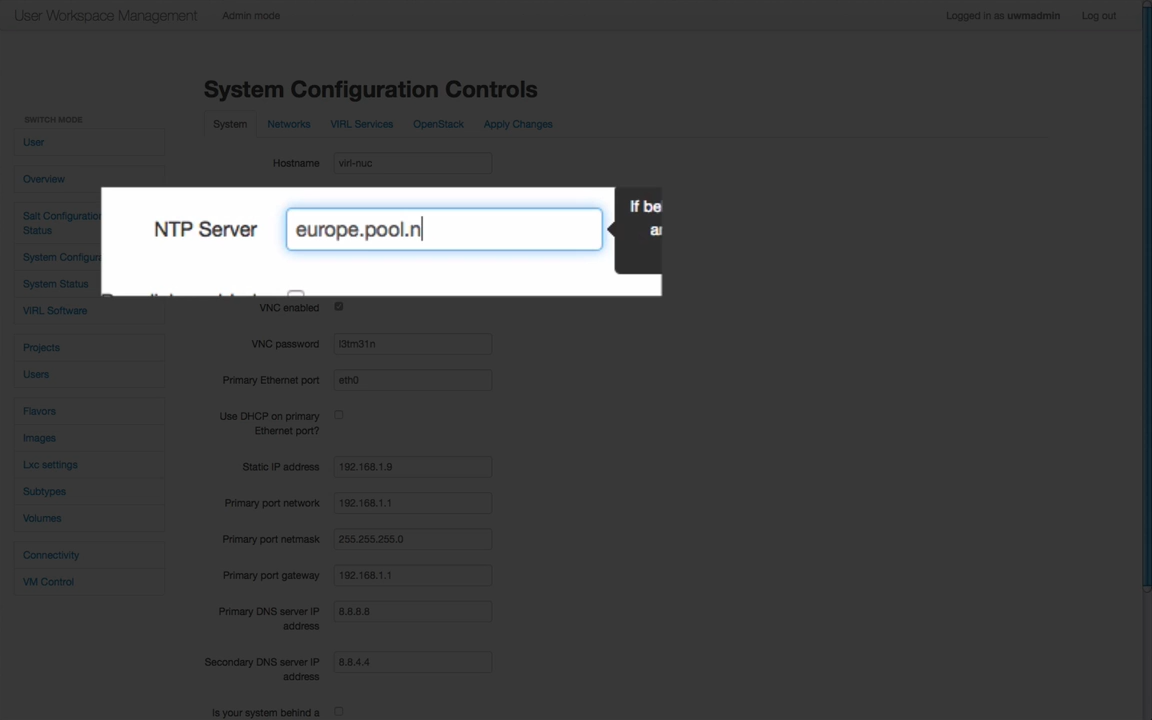 User Workspace Management Admin mode Logged in as uwmadmin Log out
System Configuration Controls
SWITCH MODE
System Networks VIRL Services OpenStack Apply Changes
User
Hostname virl-nuc
Overview
If be
Salt Configuration
Status
NTP Server europe.pool.n
System Configura
System Status
VNC enabled
VIRL Software
VNC password l3tm31n
Projects
Users
Primary Ethernet port eth0
Flavors
Use DHCP on primary
Ethernet port?
Images
Lxc settings
Static IP address 192.168.1.9
Subtypes
Primary port network 192.168.1.1
Volumes
Primary port netmask 255.255.255.0
Connectivity
Primary port gateway 192.168.1.1
VM Control
Primary DNS server IP
address 8.8.8.8
Secondary DNS server IP
address 8.8.4.4
Is your system behind a